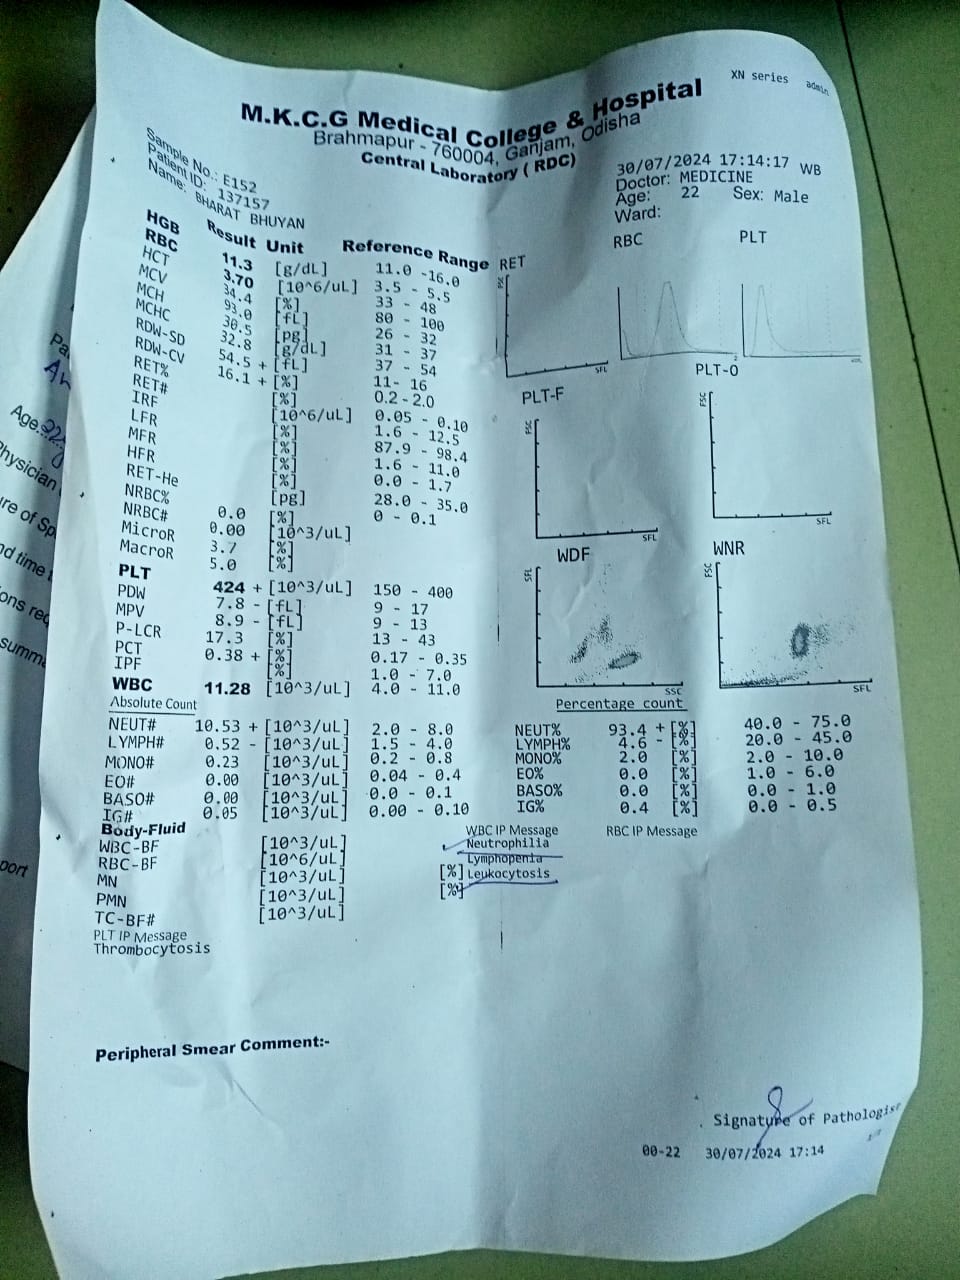 XN series admin
M.K.C.G Medical College & Hospital
Brahmapur - 760004, Ganjam, Odisha
Central Laboratory ( RDC)
Sample No.: E152
Patient ID: 137157
Name: BHARAT BHUYAN
30/07/2024 17:14:17 WB
Doctor: MEDICINE
Age: 22 Sex: Male
Ward:
Result Unit Reference Range
HGB 11.3 [g/dL] 11.0 -16.0
RBC 3.70 [10^6/uL] 3.5 - 5.5
HCT 34.4 [%] 33 - 48
MCV 93.0 [fL] 80 - 100
MCH 30.5 [pg] 26 - 32
MCHC 32.8 [g/dL] 31 - 37
RDW-SD 54.5 + [fL] 37 - 54
RDW-CV 16.1 + [%] 11- 16
RET% [%] 0.2 - 2.0
RET# [10^6/uL] 0.05 - 0.10
IRF [%] 1.6 - 12.5
LFR [%] 87.9 - 98.4
MFR [%] 1.6 - 11.0
HFR [%] 0.0 - 1.7
RET-He [pg] 28.0 - 35.0
NRBC% 0.0 [%] 0 - 0.1
NRBC# 0.00 [10^3/uL]
MicroR 3.7 [%]
MacroR 5.0 [%]
PLT 424 + [10^3/uL] 150 - 400
PDW 7.8 - [fL] 9 - 17
MPV 8.9 - [fL] 9 - 13
P-LCR 17.3 [%] 13 - 43
PCT 0.38 + [%] 0.17 - 0.35
IPF [%] 1.0 - 7.0
WBC 11.28 [10^3/uL] 4.0 - 11.0
RET
FSC
SFL
RBC
PLT
PLT-F
FSC
SFL
PLT-O
FSC
SFL
WDF
SFL
SSC
WNR
FSC
SFL
Absolute Count
NEUT# 10.53 + [10^3/uL] 2.0 - 8.0
LYMPH# 0.52 - [10^3/uL] 1.5 - 4.0
MONO# 0.23 [10^3/uL] 0.2 - 0.8
EO# 0.00 [10^3/uL] 0.04 - 0.4
BASO# 0.00 [10^3/uL] 0.0 - 0.1
IG# 0.05 [10^3/uL] 0.00 - 0.10
Percentage count
NEUT% 93.4 + [%] 40.0 - 75.0
LYMPH% 4.6 - [%] 20.0 - 45.0
MONO% 2.0 [%] 2.0 - 10.0
EO% 0.0 [%] 1.0 - 6.0
BASO% 0.0 [%] 0.0 - 1.0
IG% 0.4 [%] 0.0 - 0.5
Body-Fluid
WBC-BF [10^3/uL]
RBC-BF [10^6/uL]
MN [10^3/uL] [%]
PMN [10^3/uL] [%]
TC-BF# [10^3/uL]
WBC IP Message
Neutrophilia
Lymphopenia
Leukocytosis
RBC IP Message
PLT IP Message
Thrombocytosis
Peripheral Smear Comment:-
Signature of Pathologist
1/1
00-22 30/07/2024 17:14
Age
Physician